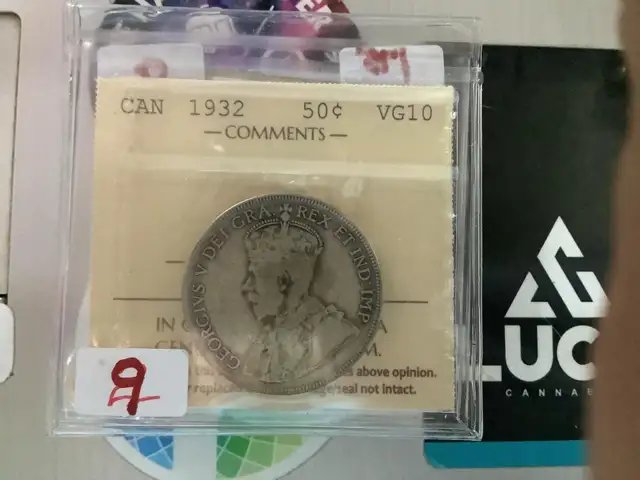 CAN 1932 50¢ VG10
—COMMENTS—
GEORGIVS V DEI GRA: REX ET IND: IMP:
IN
s above opinion.
seal not intact.
9
LUC
CANNAB